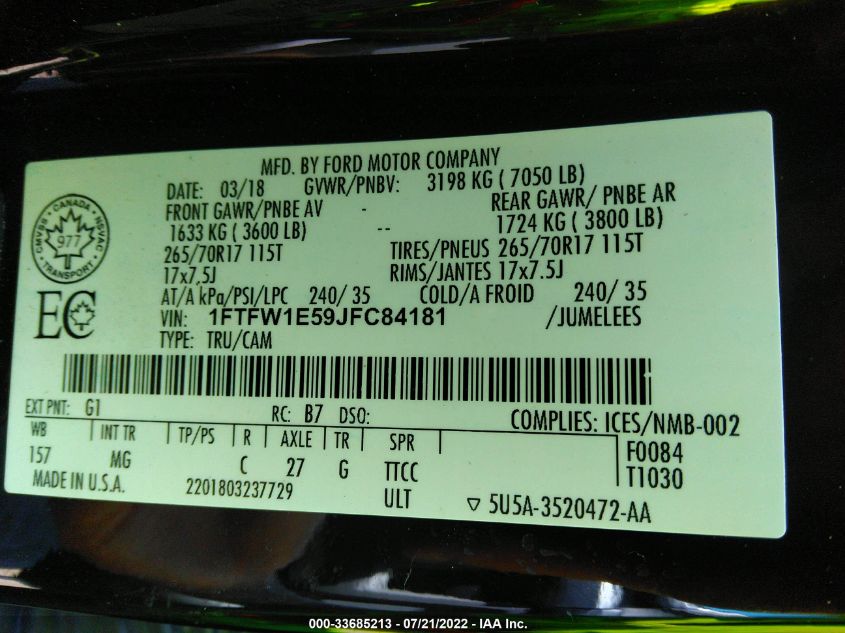 MFD. BY FORD MOTOR COMPANY
DATE: 03/18 GVWR/PNBV: 3198 KG ( 7050 LB)
FRONT GAWR/PNBE AV - REAR GAWR/ PNBE AR
1633 KG ( 3600 LB) -- 1724 KG ( 3800 LB)
265/70R17 115T TIRES/PNEUS 265/70R17 115T
17x7.5J RIMS/JANTES 17x7.5J
AT/A kPa/PSI/LPC 240/ 35 COLD/A FROID 240/ 35
VIN: 1FTFW1E59JFC84181 /JUMELEES
TYPE: TRU/CAM
CMVSS · CANADA · NSVAC
977
TRANSPORT
EC
EXT PNT: G1 RC: B7 DSO: COMPLIES: ICES/NMB-002
WB INT TR TP/PS R AXLE TR SPR F0084
157 MG C 27 G TTCC T1030
MADE IN U.S.A. 2201803237729 ULT ▽ 5U5A-3520472-AA
000-33685213 - 07/21/2022 - IAA Inc.